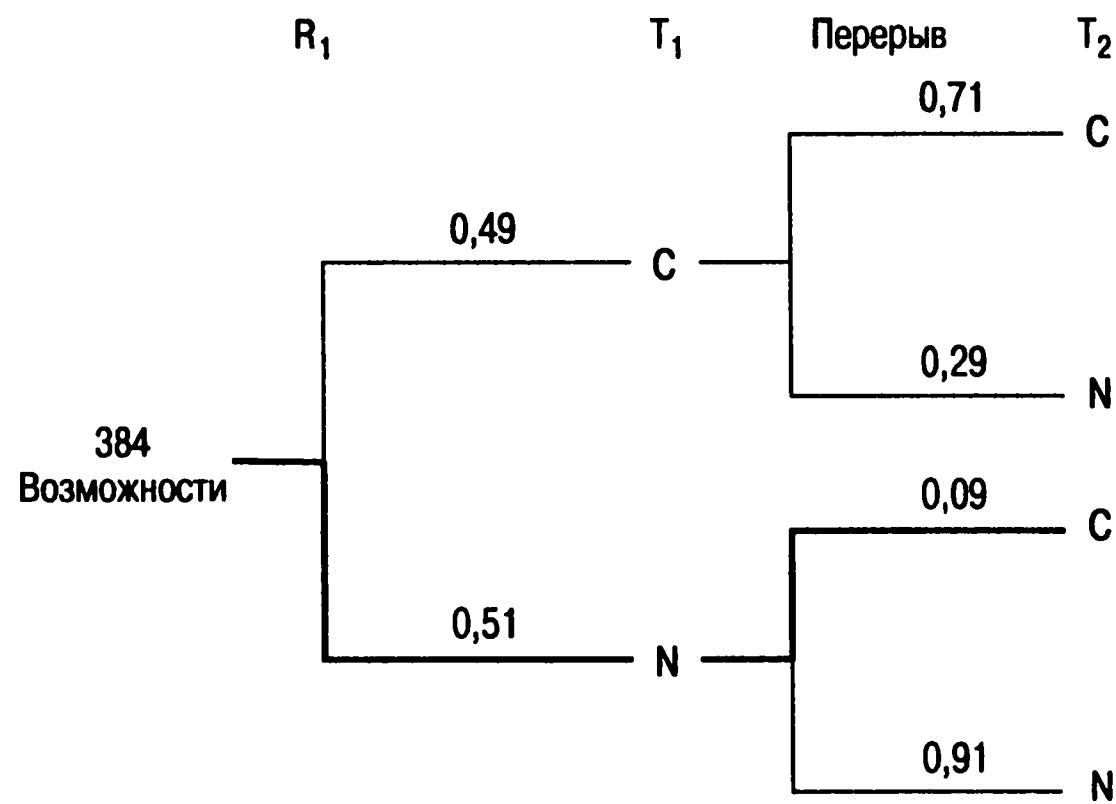 R₁ T₁ Перерыв T₂
0,71
C
0,49
C
0,29
N
384
Возможности
0,09
C
0,51
N
0,91
N